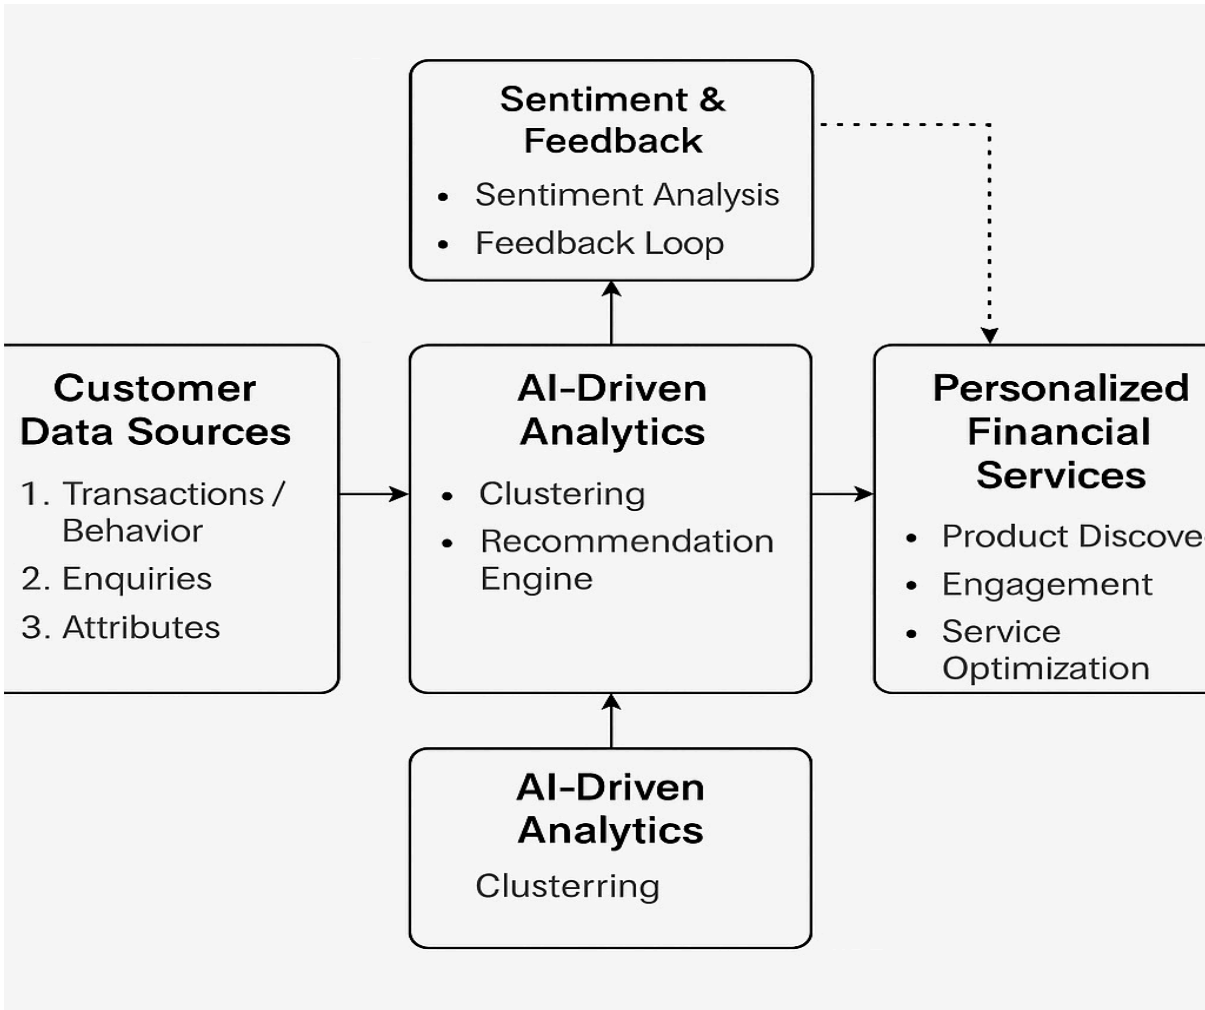 Sentiment &
Feedback
• Sentiment Analysis
• Feedback Loop
Customer
Data Sources
1. Transactions /
Behavior
2. Enquiries
3. Attributes
AI-Driven
Analytics
• Clustering
• Recommendation
Engine
Personalized
Financial
Services
• Product Discove
• Engagement
• Service
Optimization
AI-Driven
Analytics
Clusterring